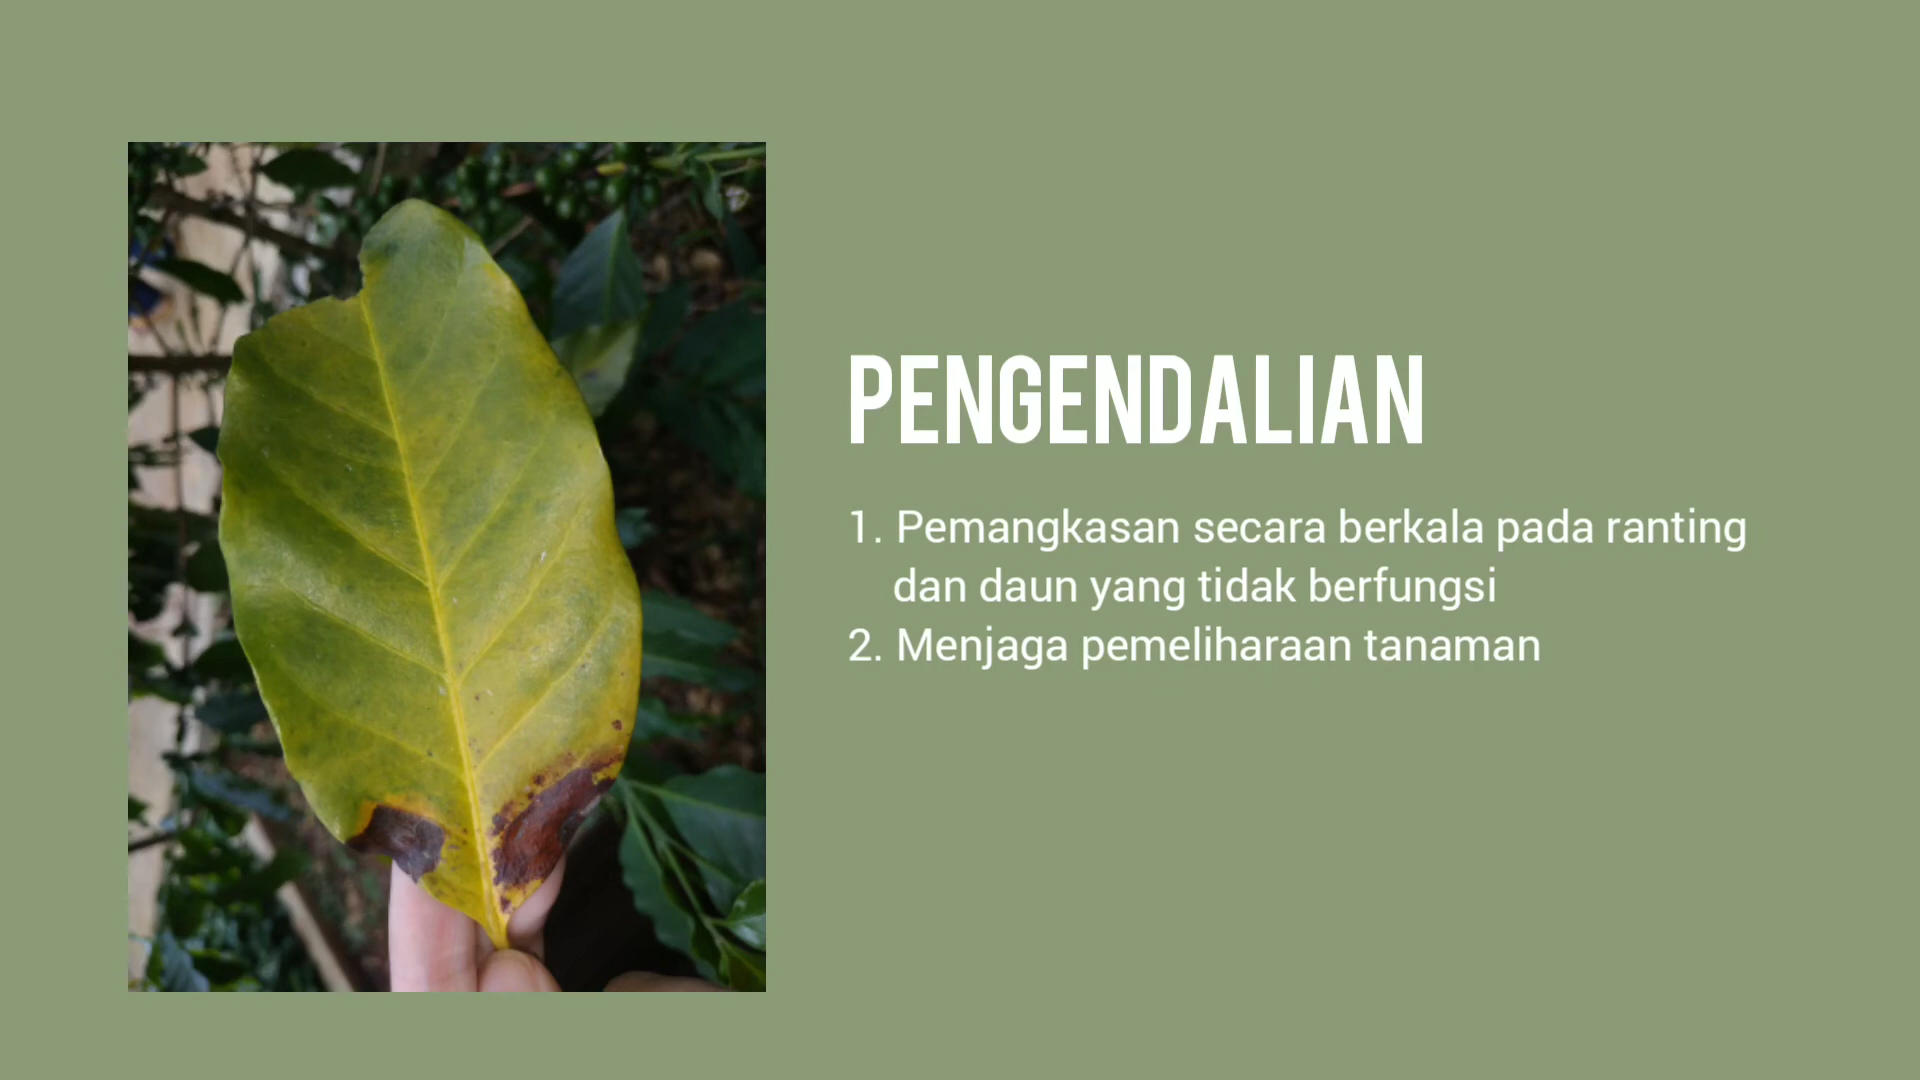 PENGENDALIAN
1. Pemangkasan secara berkala pada ranting
dan daun yang tidak berfungsi
2. Menjaga pemeliharaan tanaman